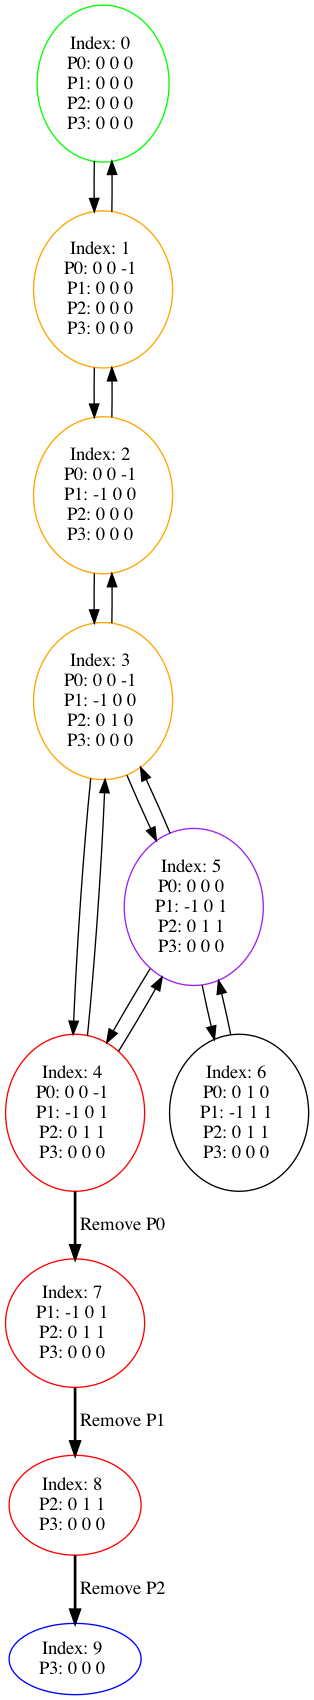 Index: 0
P0: 0 0 0
P1: 0 0 0
P2: 0 0 0
P3: 0 0 0
Index: 1
P0: 0 0 -1
P1: 0 0 0
P2: 0 0 0
P3: 0 0 0
Index: 2
P0: 0 0 -1
P1: -1 0 0
P2: 0 0 0
P3: 0 0 0
Index: 3
P0: 0 0 -1
P1: -1 0 0
P2: 0 1 0
P3: 0 0 0
Index: 5
P0: 0 0 0
P1: -1 0 1
P2: 0 1 1
P3: 0 0 0
Index: 4
P0: 0 0 -1
P1: -1 0 1
P2: 0 1 1
P3: 0 0 0
Index: 6
P0: 0 1 0
P1: -1 1 1
P2: 0 1 1
P3: 0 0 0
Remove P0
Index: 7
P1: -1 0 1
P2: 0 1 1
P3: 0 0 0
Remove P1
Index: 8
P2: 0 1 1
P3: 0 0 0
Remove P2
Index: 9
P3: 0 0 0